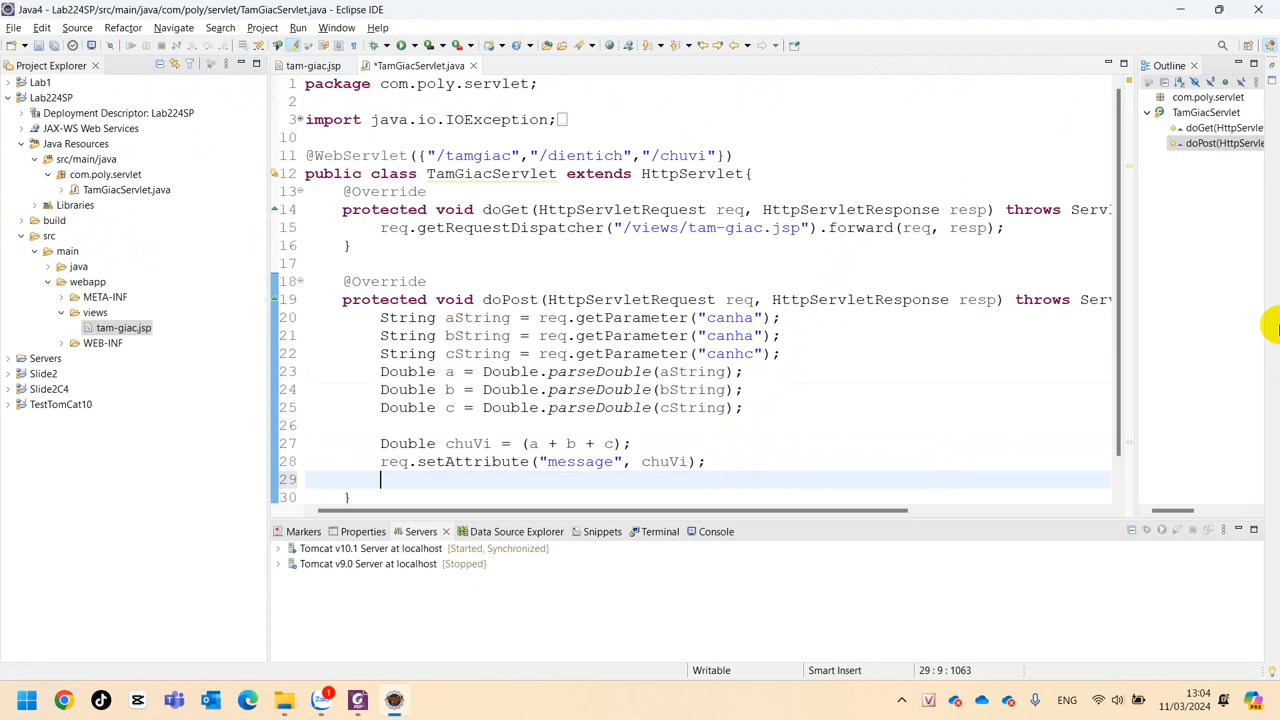 Java4 - Lab224SP/src/main/java/com/poly/servlet/TamGiacServlet.java - Eclipse IDE
File Edit Source Refactor Navigate Search Project Run Window Help
Project Explorer
tam-giac.jsp
*TamGiacServlet.java
Outline
Lab1
Lab224SP
Deployment Descriptor: Lab224SP
JAX-WS Web Services
Java Resources
src/main/java
com.poly.servlet
TamGiacServlet.java
Libraries
build
src
main
java
webapp
META-INF
views
tam-giac.jsp
WEB-INF
Servers
Slide2
Slide2C4
TestTomCat10
1 package com.poly.servlet;
2
3 import java.io.IOException;
10
11 @WebServlet({"/tamgiac","/dientich","/chuvi"})
12 public class TamGiacServlet extends HttpServlet{
13 @Override
14 protected void doGet(HttpServletRequest req, HttpServletResponse resp) throws Serv
15 req.getRequestDispatcher("/views/tam-giac.jsp").forward(req, resp);
16 }
17
18 @Override
19 protected void doPost(HttpServletRequest req, HttpServletResponse resp) throws Serv
20 String aString = req.getParameter("canha");
21 String bString = req.getParameter("canha");
22 String cString = req.getParameter("canhc");
23 Double a = Double.parseDouble(aString);
24 Double b = Double.parseDouble(bString);
25 Double c = Double.parseDouble(cString);
26
27 Double chuVi = (a + b + c);
28 req.setAttribute("message", chuVi);
29
30 }
com.poly.servlet
TamGiacServlet
doGet(HttpServle
doPost(HttpServle
Markers Properties Servers Data Source Explorer Snippets Terminal Console
Tomcat v10.1 Server at localhost [Started, Synchronized]
Tomcat v9.0 Server at localhost [Stopped]
Writable Smart Insert 29 : 9 : 1063
ENG
13:04
11/03/2024